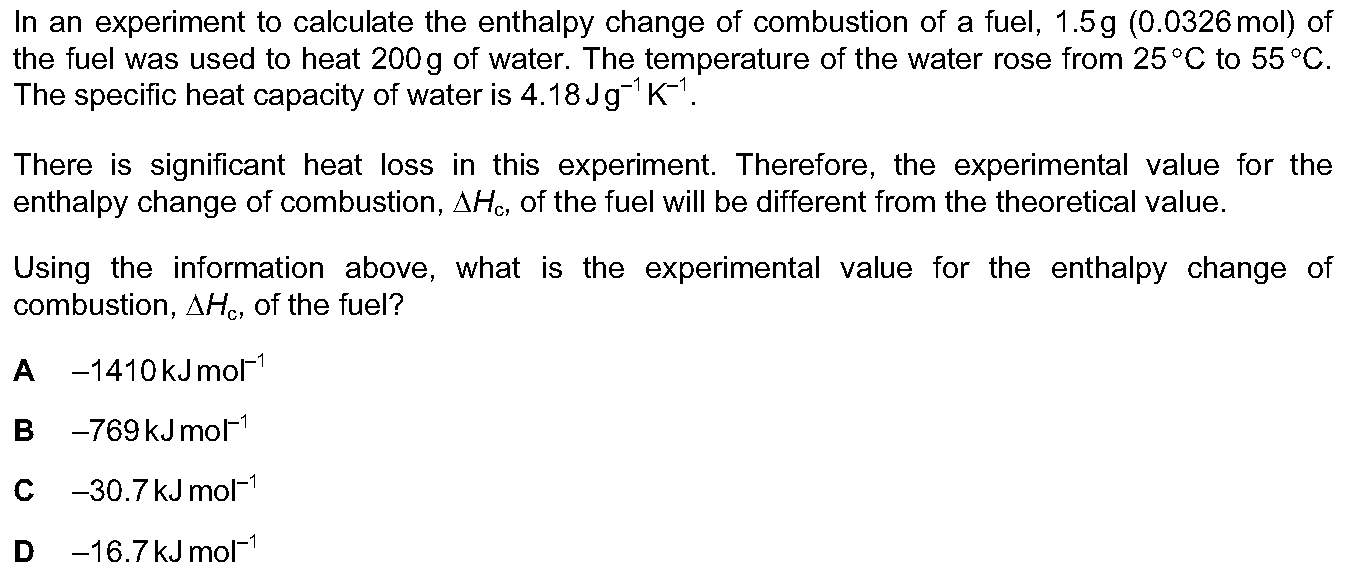 In an experiment to calculate the enthalpy change of combustion of a fuel, 1.5 g (0.0326 mol) of
the fuel was used to heat 200 g of water. The temperature of the water rose from 25 °C to 55 °C.
The specific heat capacity of water is 4.18 J g⁻¹ K⁻¹.
There is significant heat loss in this experiment. Therefore, the experimental value for the
enthalpy change of combustion, ΔH꜀, of the fuel will be different from the theoretical value.
Using the information above, what is the experimental value for the enthalpy change of
combustion, ΔH꜀, of the fuel?
A –1410 kJ mol⁻¹
B –769 kJ mol⁻¹
C –30.7 kJ mol⁻¹
D –16.7 kJ mol⁻¹